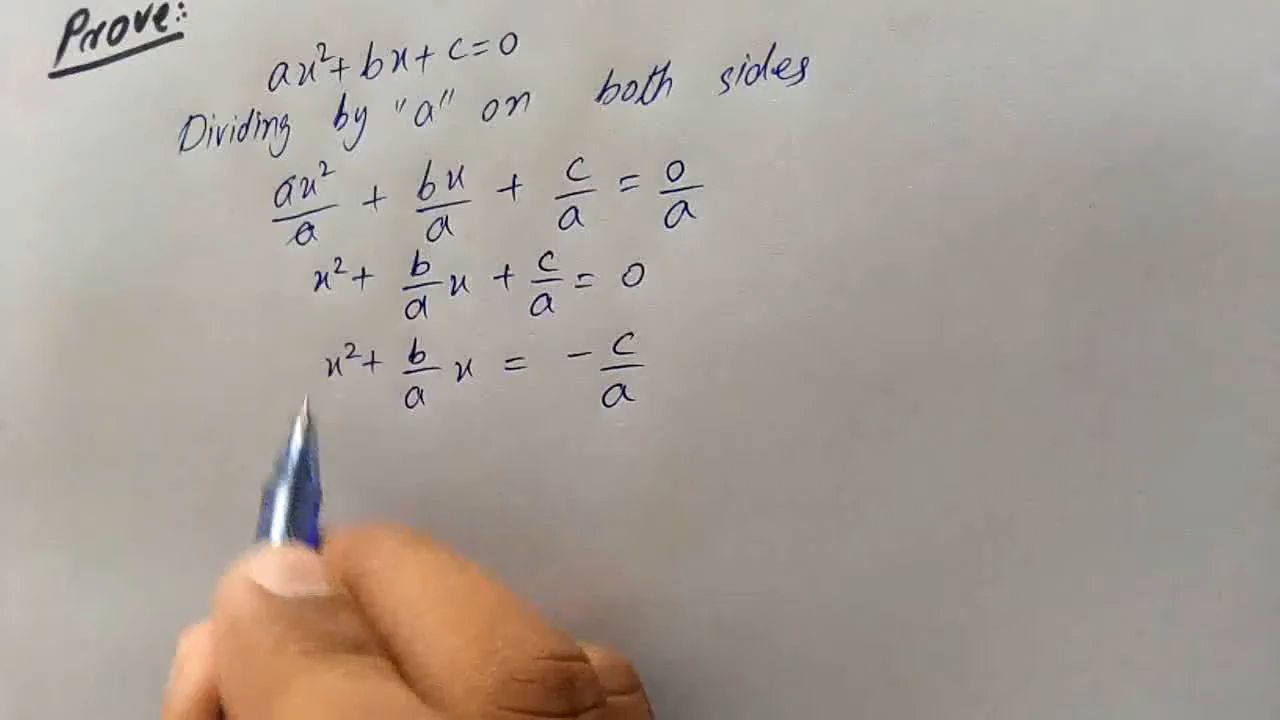 Prove:
ax² + bx + c = 0
Dividing by "a" on both sides
ax²/a + bx/a + c/a = 0/a
x² + b/a x + c/a = 0
x² + b/a x = - c/a